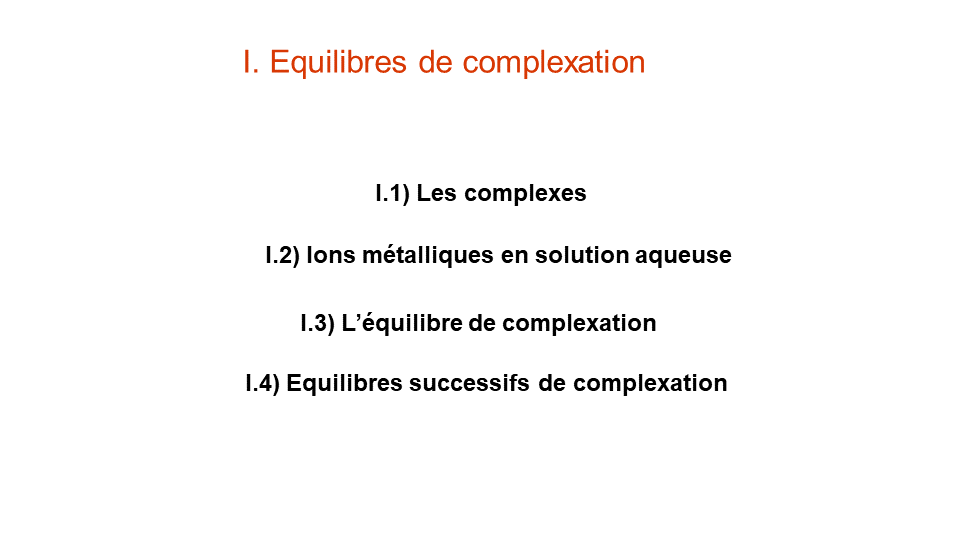 I. Equilibres de complexation
I.1) Les complexes
I.2) Ions métalliques en solution aqueuse
I.3) L’équilibre de complexation
I.4) Equilibres successifs de complexation